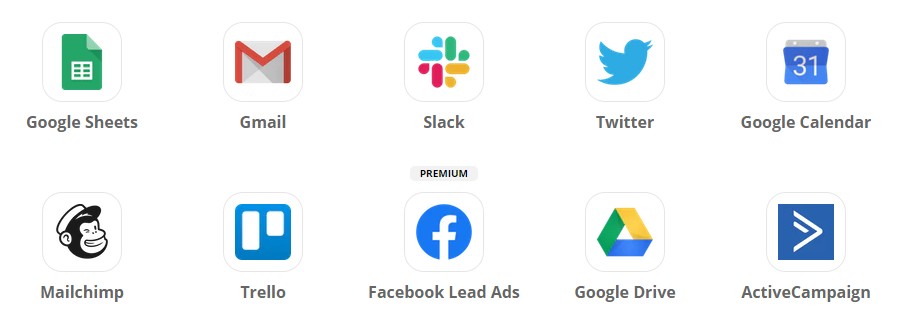 31
Google Sheets
Gmail
Slack
Twitter
Google Calendar
PREMIUM
Mailchimp
Trello
Facebook Lead Ads
Google Drive
ActiveCampaign